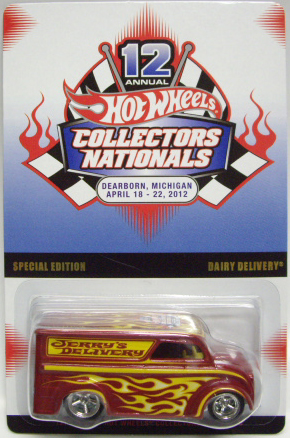 12
ANNUAL
Hot Wheels
COLLECTORS
NATIONALS
DEARBORN, MICHIGAN
APRIL 18 - 22, 2012
SPECIAL EDITION DAIRY DELIVERY®
JERRY'S
DELIVERY